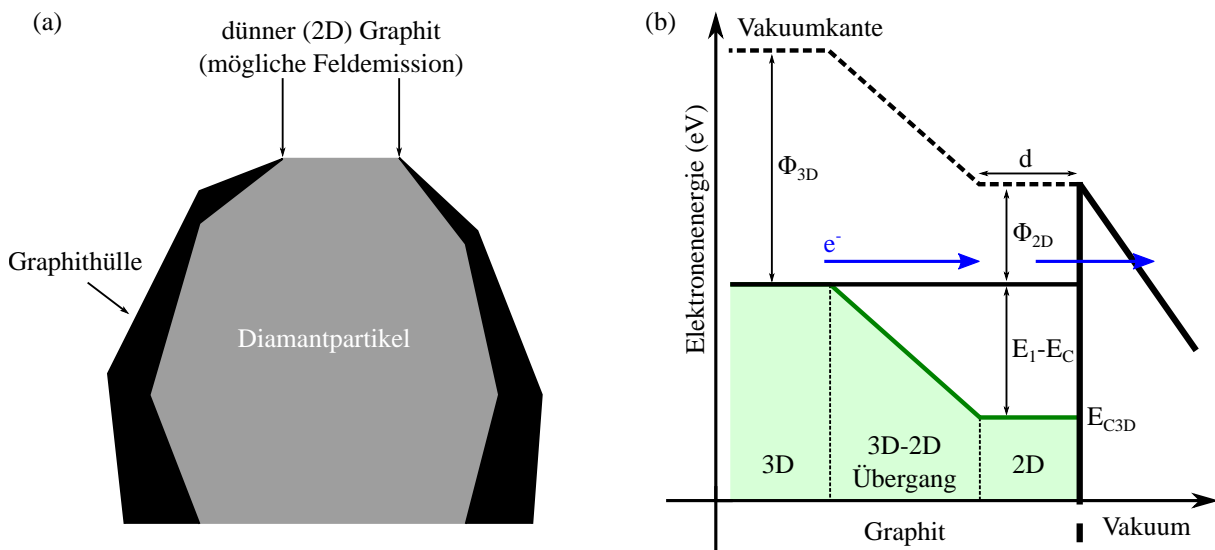 (a)
dünner (2D) Graphit
(mögliche Feldemission)
Graphithülle
Diamantpartikel
(b)
Vakuumkante
Elektronenenergie (eV)
Φ3D
d
Φ2D
e-
E1-EC
EC3D
3D
3D-2D
Übergang
2D
Graphit
Vakuum